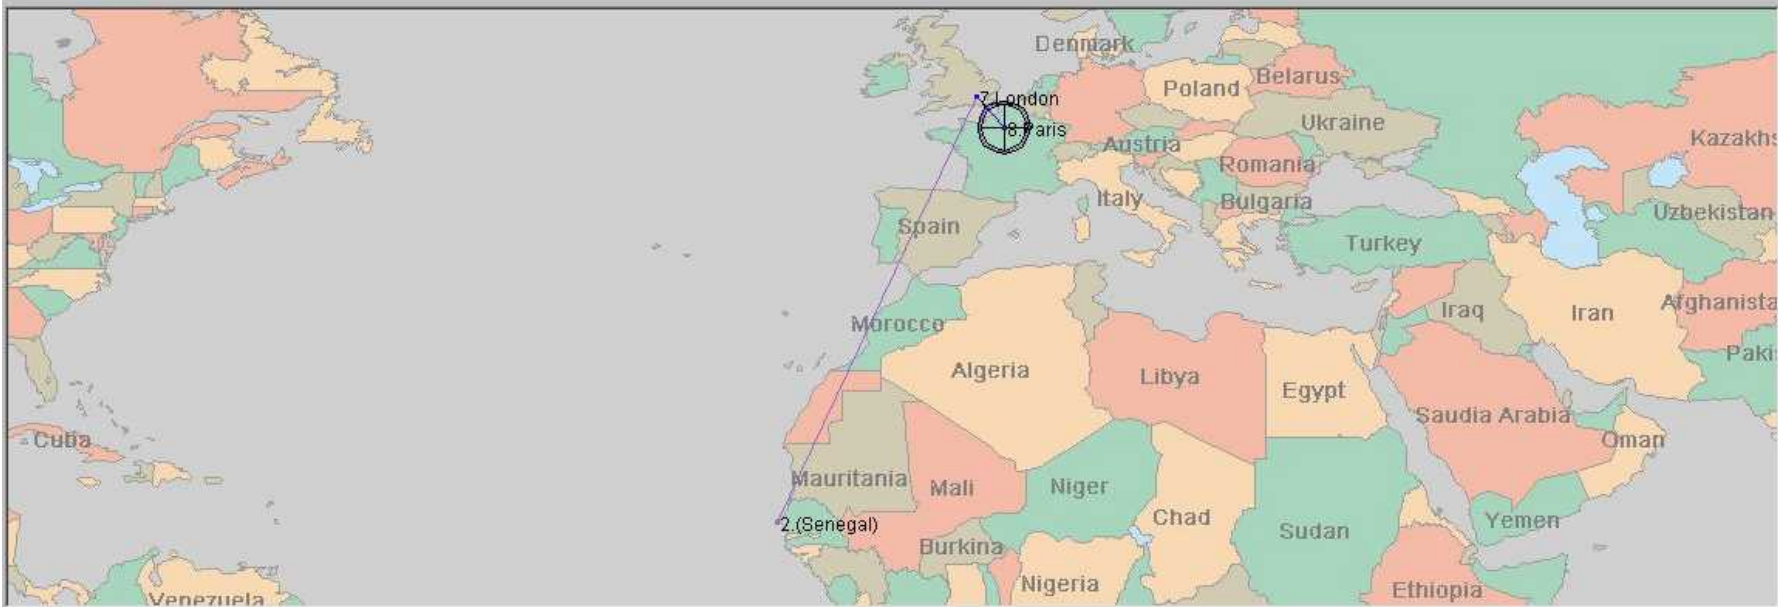 Denmark
Belarus
Poland
7.London
Ukraine
8.Paris
Kazakhs
Austria
Romania
Italy
Bulgaria
Uzbekistan
Spain
Turkey
Afghanista
Iraq
Iran
Morocco
Paki
Algeria
Libya
Egypt
Saudia Arabia
Cuba
Oman
Mauritania
Mali
Niger
Chad
Yemen
2.(Senegal)
Sudan
Burkina
Nigeria
Ethiopia
Venezuela